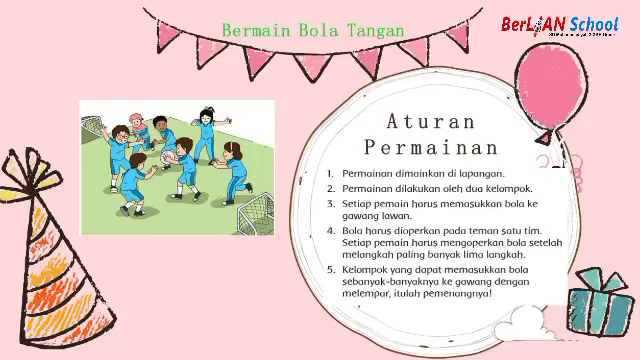 Bermain Bola Tangan
BerLiAN School
Aturan
Permainan
1. Permainan dimainkan di lapangan.
2. Permainan dilakukan oleh dua kelompok.
3. Setiap pemain harus memasukkan bola ke
gawang lawan.
4. Bola harus dioperkan pada teman satu tim.
Setiap pemain harus mengoperkan bola setelah
melangkah paling banyak lima langkah.
5. Kelompok yang dapat memasukkan bola
sebanyak-banyaknya ke gawang dengan
melempar, itulah pemenangnya!